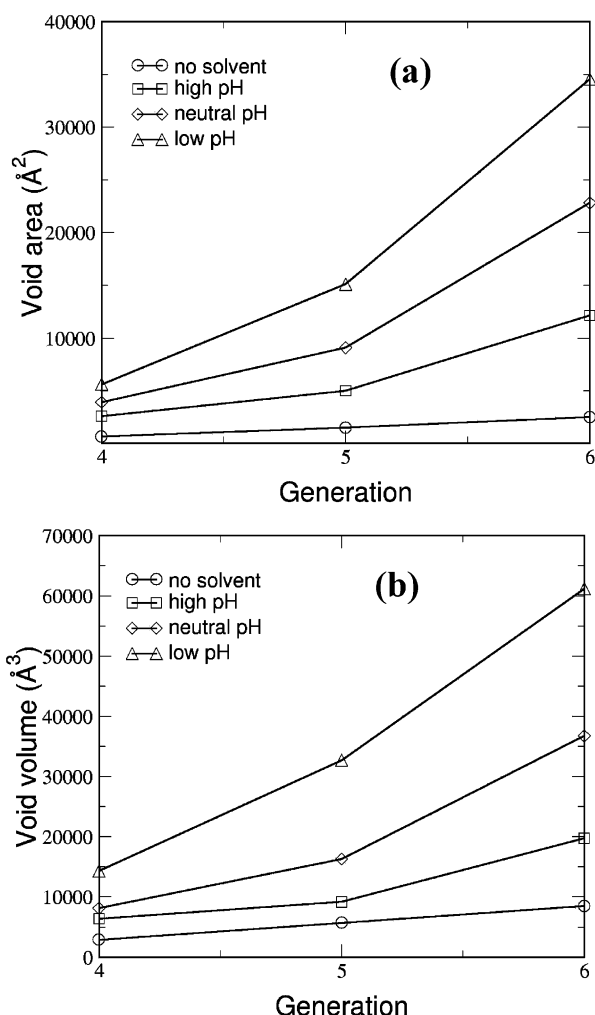 40000
(a)
no solvent
high pH
neutral pH
low pH
30000
20000
10000
Void area (Å²)
4
5
6
Generation
70000
(b)
no solvent
high pH
neutral pH
low pH
60000
50000
40000
30000
20000
10000
0
Void volume (Å³)
4
5
6
Generation